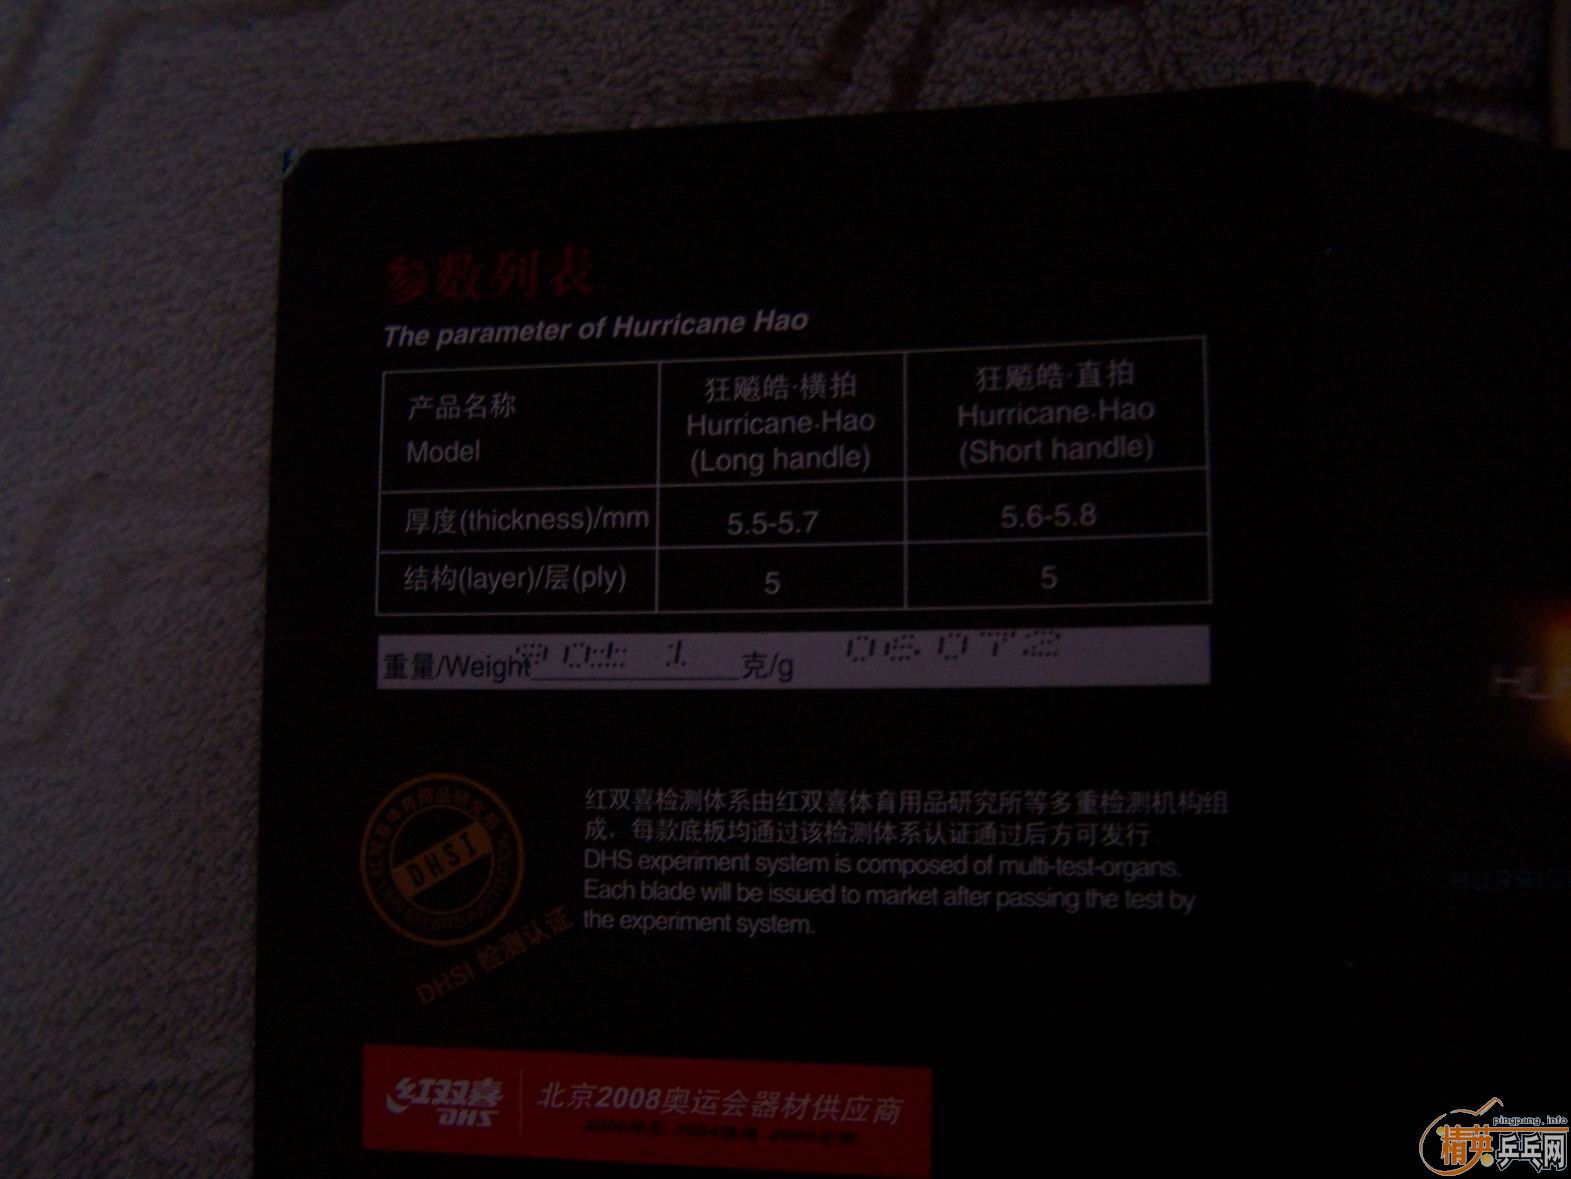 参数列表
The parameter of Hurricane Hao
产品名称
Model
狂飚皓·横拍
Hurricane·Hao
(Long handle)
狂飚皓·直拍
Hurricane·Hao
(Short handle)
厚度(thickness)/mm 5.5-5.7 5.6-5.8
结构(layer)/层(ply) 5 5
重量/Weight 克/g
红双喜检测体系由红双喜体育用品研究所等多重检测机构组
成，每款底板均通过该检测体系认证通过后方可发行
DHS experiment system is composed of multi-test-organs.
Each blade will be issued to market after passing the test by
the experiment system.
DHSI
DHSI 检测认证
红双喜
DHS
北京2008奥运会器材供应商
pingpang.info
精英乒乓网